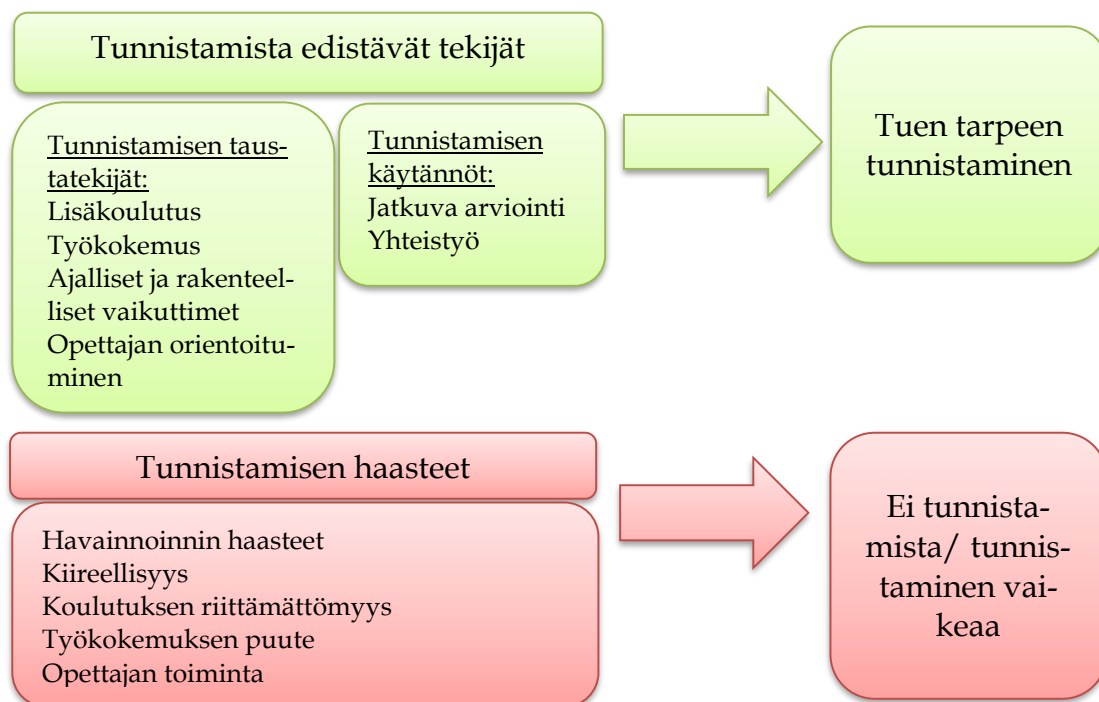 Tunnistamista edistävät tekijät
Tunnistamisen taus-
tatekijät:
Lisäkoulutus
Työkokemus
Ajalliset ja rakenteel-
liset vaikuttimet
Opettajan orientoitu-
minen
Tunnistamisen
käytännöt:
Jatkuva arviointi
Yhteistyö
Tuen tarpeen
tunnistaminen
Tunnistamisen haasteet
Havainnoinnin haasteet
Kiireellisyys
Koulutuksen riittämättömyys
Työkokemuksen puute
Opettajan toiminta
Ei tunnista-
mista/ tunnis-
taminen vai-
keaa